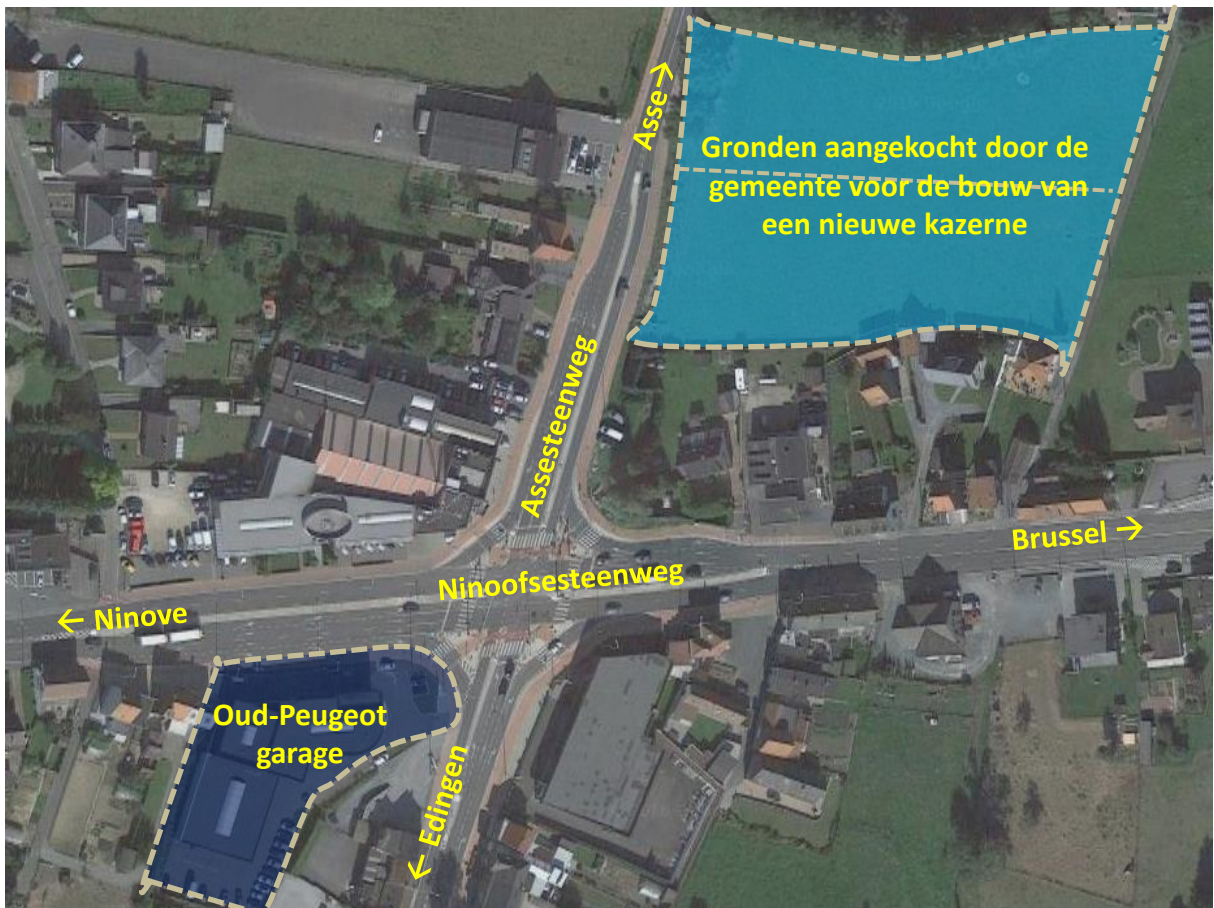 Asse →
Gronden aangekocht door de
gemeente voor de bouw van
een nieuwe kazerne
Assesteenweg
Brussel →
Ninoofsesteenweg
← Ninove
Oud-Peugeot
garage
← Edingen